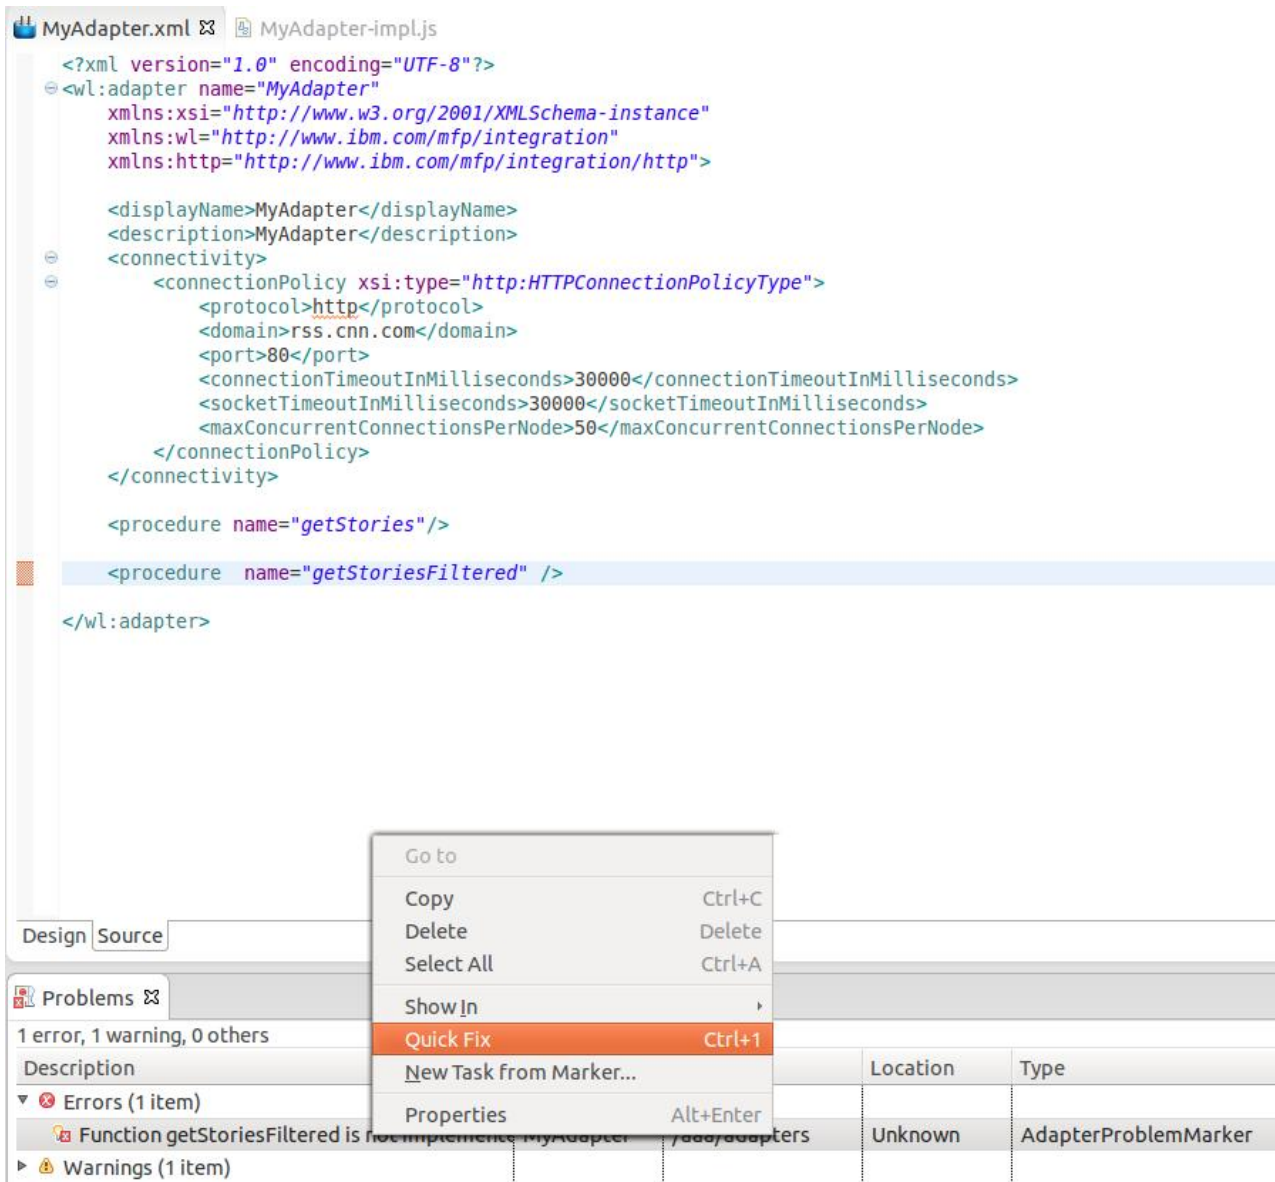 MyAdapter.xml MyAdapter-impl.js
<?xml version="1.0" encoding="UTF-8"?>
<wl:adapter name="MyAdapter"
xmlns:xsi="http://www.w3.org/2001/XMLSchema-instance"
xmlns:wl="http://www.ibm.com/mfp/integration"
xmlns:http="http://www.ibm.com/mfp/integration/http">
<displayName>MyAdapter</displayName>
<description>MyAdapter</description>
<connectivity>
<connectionPolicy xsi:type="http:HTTPConnectionPolicyType">
<protocol>http</protocol>
<domain>rss.cnn.com</domain>
<port>80</port>
<connectionTimeoutInMilliseconds>30000</connectionTimeoutInMilliseconds>
<socketTimeoutInMilliseconds>30000</socketTimeoutInMilliseconds>
<maxConcurrentConnectionsPerNode>50</maxConcurrentConnectionsPerNode>
</connectionPolicy>
</connectivity>
<procedure name="getStories"/>
<procedure  name="getStoriesFiltered" />
</wl:adapter>
Go to
Copy Ctrl+C
Delete Delete
Select All Ctrl+A
Show In
Quick Fix Ctrl+1
New Task from Marker...
Properties Alt+Enter
Design Source
Problems
1 error, 1 warning, 0 others
Description Location Type
Errors (1 item)
Function getStoriesFiltered is not implemente MyAdapter /aaa/adapters Unknown AdapterProblemMarker
Warnings (1 item)